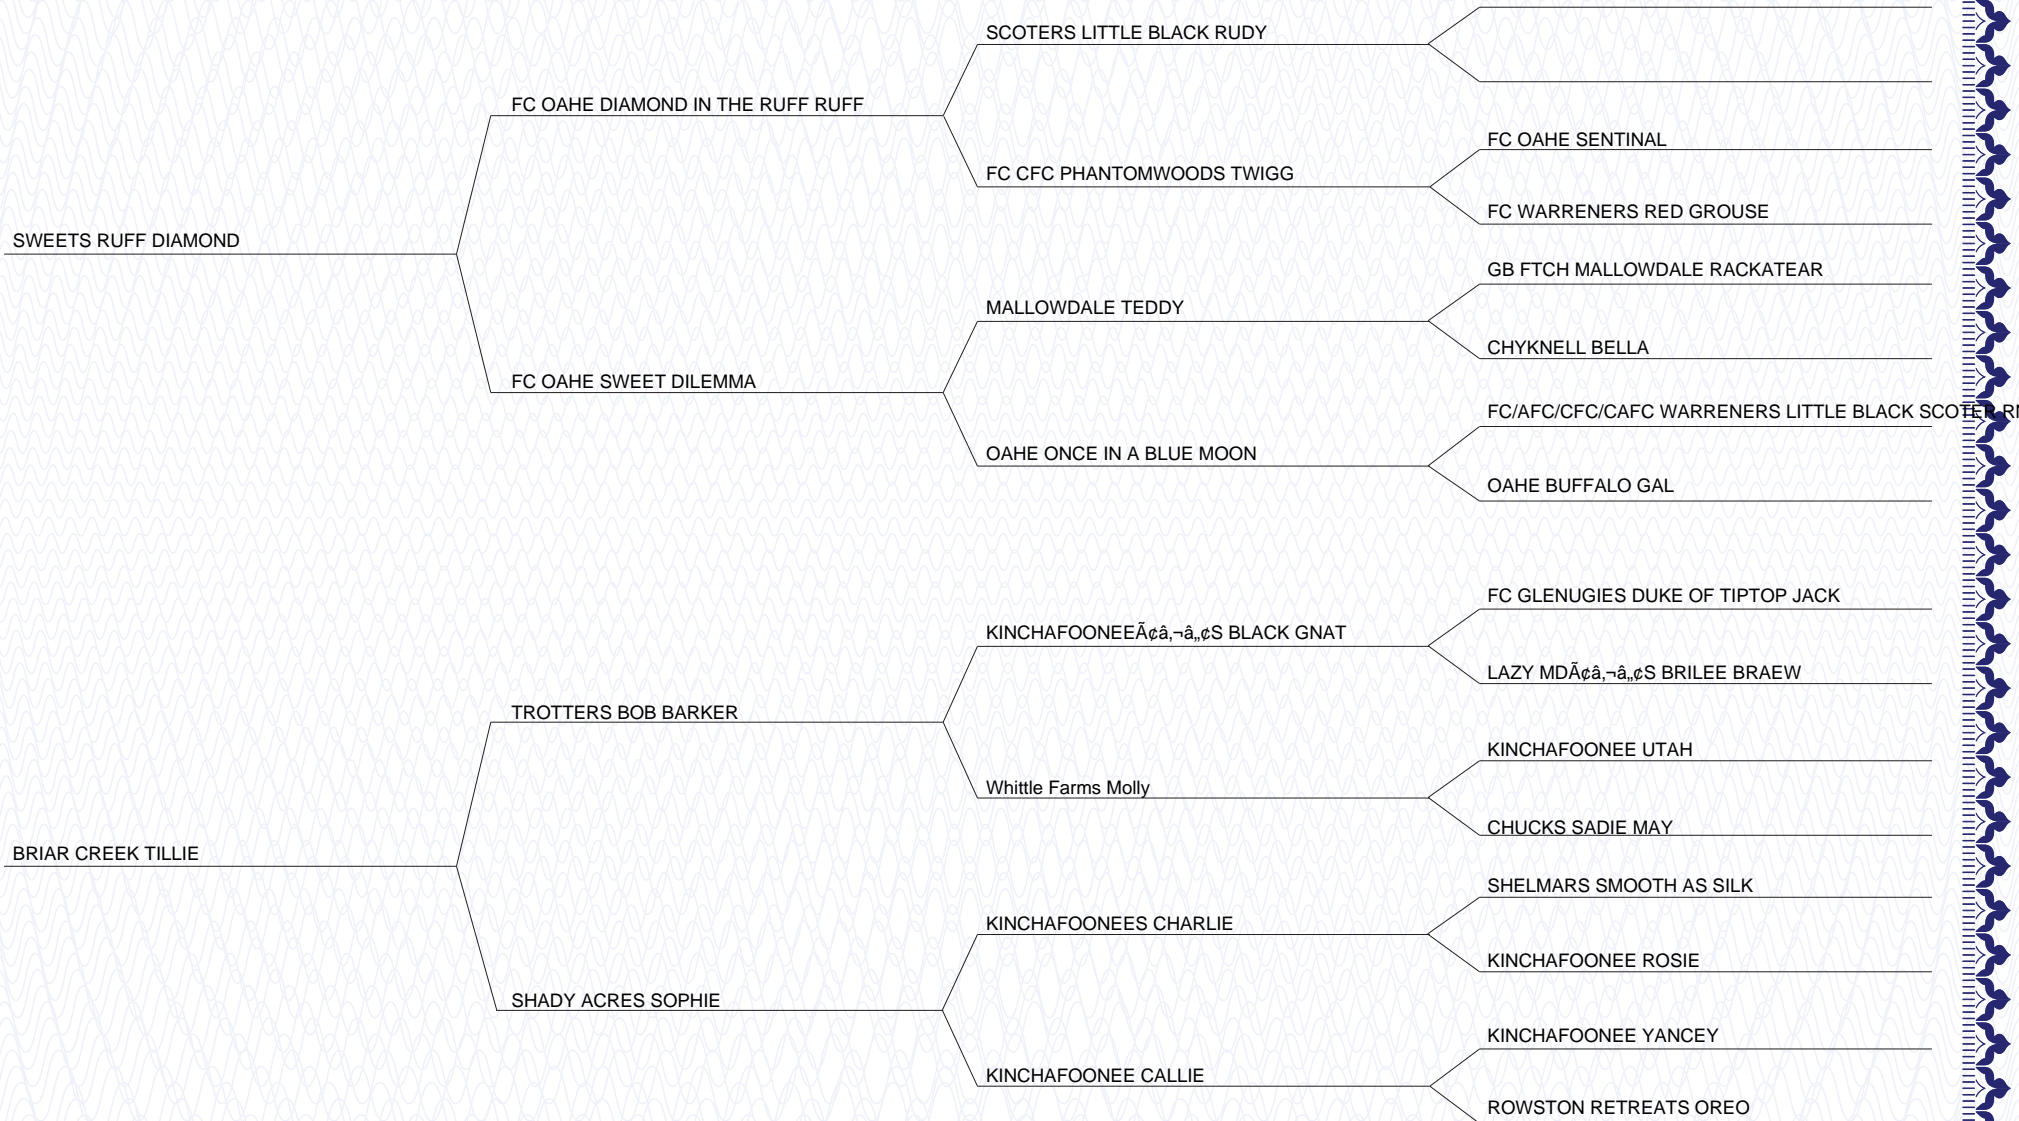 SCOTERS LITTLE BLACK RUDY
FC OAHE DIAMOND IN THE RUFF RUFF
FC OAHE SENTINAL
FC CFC PHANTOMWOODS TWIGG
FC WARRENERS RED GROUSE
SWEETS RUFF DIAMOND
GB FTCH MALLOWDALE RACKATEAR
MALLOWDALE TEDDY
CHYKNELL BELLA
FC OAHE SWEET DILEMMA
FC/AFC/CFC/CAFC WARRENERS LITTLE BLACK SCOTER
OAHE ONCE IN A BLUE MOON
OAHE BUFFALO GAL
FC GLENUGIES DUKE OF TIPTOP JACK
KINCHAFOONEEÃ¢â‚¬â„¢S BLACK GNAT
LAZY MDÃ¢â‚¬â„¢S BRILEE BRAEW
TROTTERS BOB BARKER
KINCHAFOONEE UTAH
Whittle Farms Molly
CHUCKS SADIE MAY
BRIAR CREEK TILLIE
SHELMARS SMOOTH AS SILK
KINCHAFOONEES CHARLIE
KINCHAFOONEE ROSIE
SHADY ACRES SOPHIE
KINCHAFOONEE YANCEY
KINCHAFOONEE CALLIE
ROWSTON RETREATS OREO